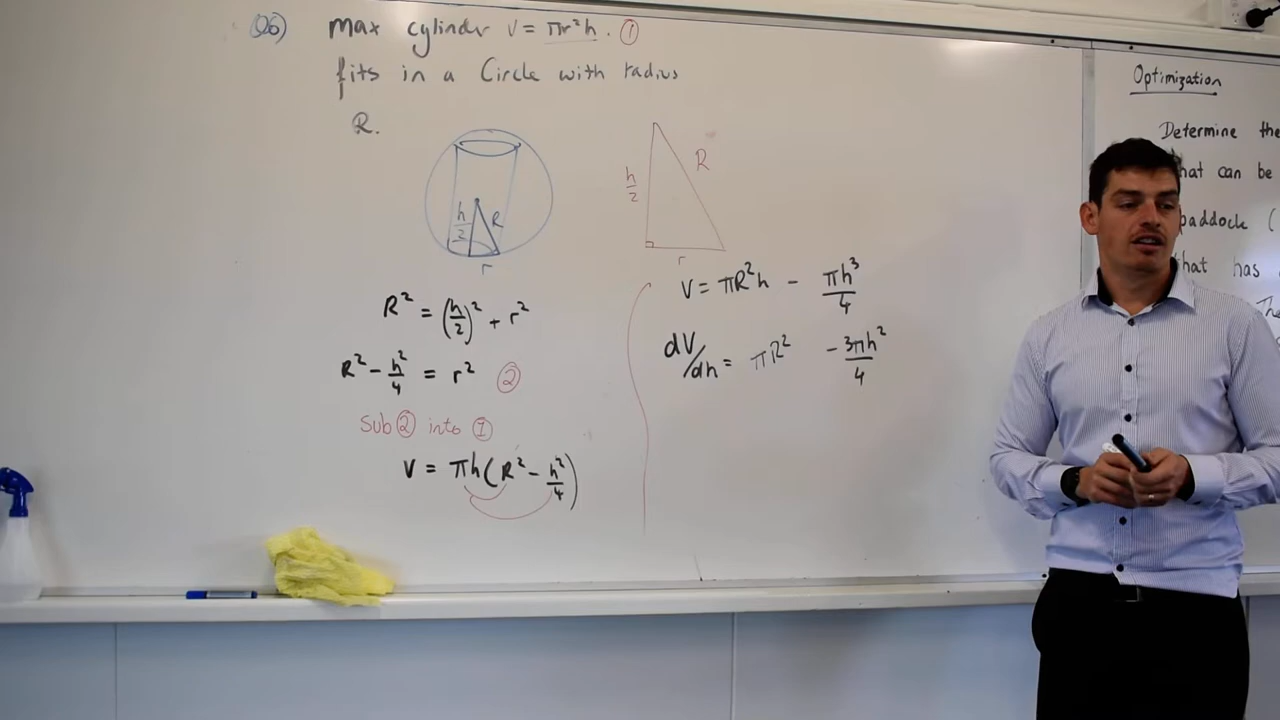 Q6) max cylinder V = πr²h. ①
fits in a Circle with radius
R.
h/2 R
r
h/2 R
r
R² = (h/2)² + r²
R² - h²/4 = r² ②
Sub ② into ①
V = πh(R² - h²/4)
V = πR²h - πh³/4
dV/dh = πR² - 3πh²/4
Optimization
Determine the
that can be
paddock (
that has
The